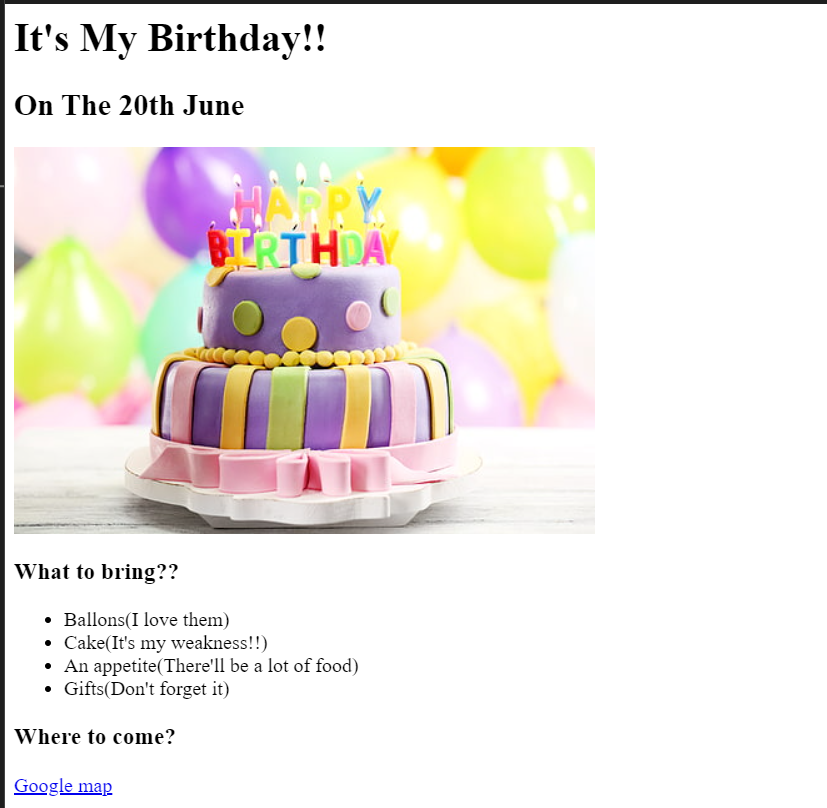 It's My Birthday!!
On The 20th June
HAPPY
BIRTHDAY
What to bring??
Ballons(I love them)
Cake(It's my weakness!!)
An appetite(There'll be a lot of food)
Gifts(Don't forget it)
Where to come?
Google map